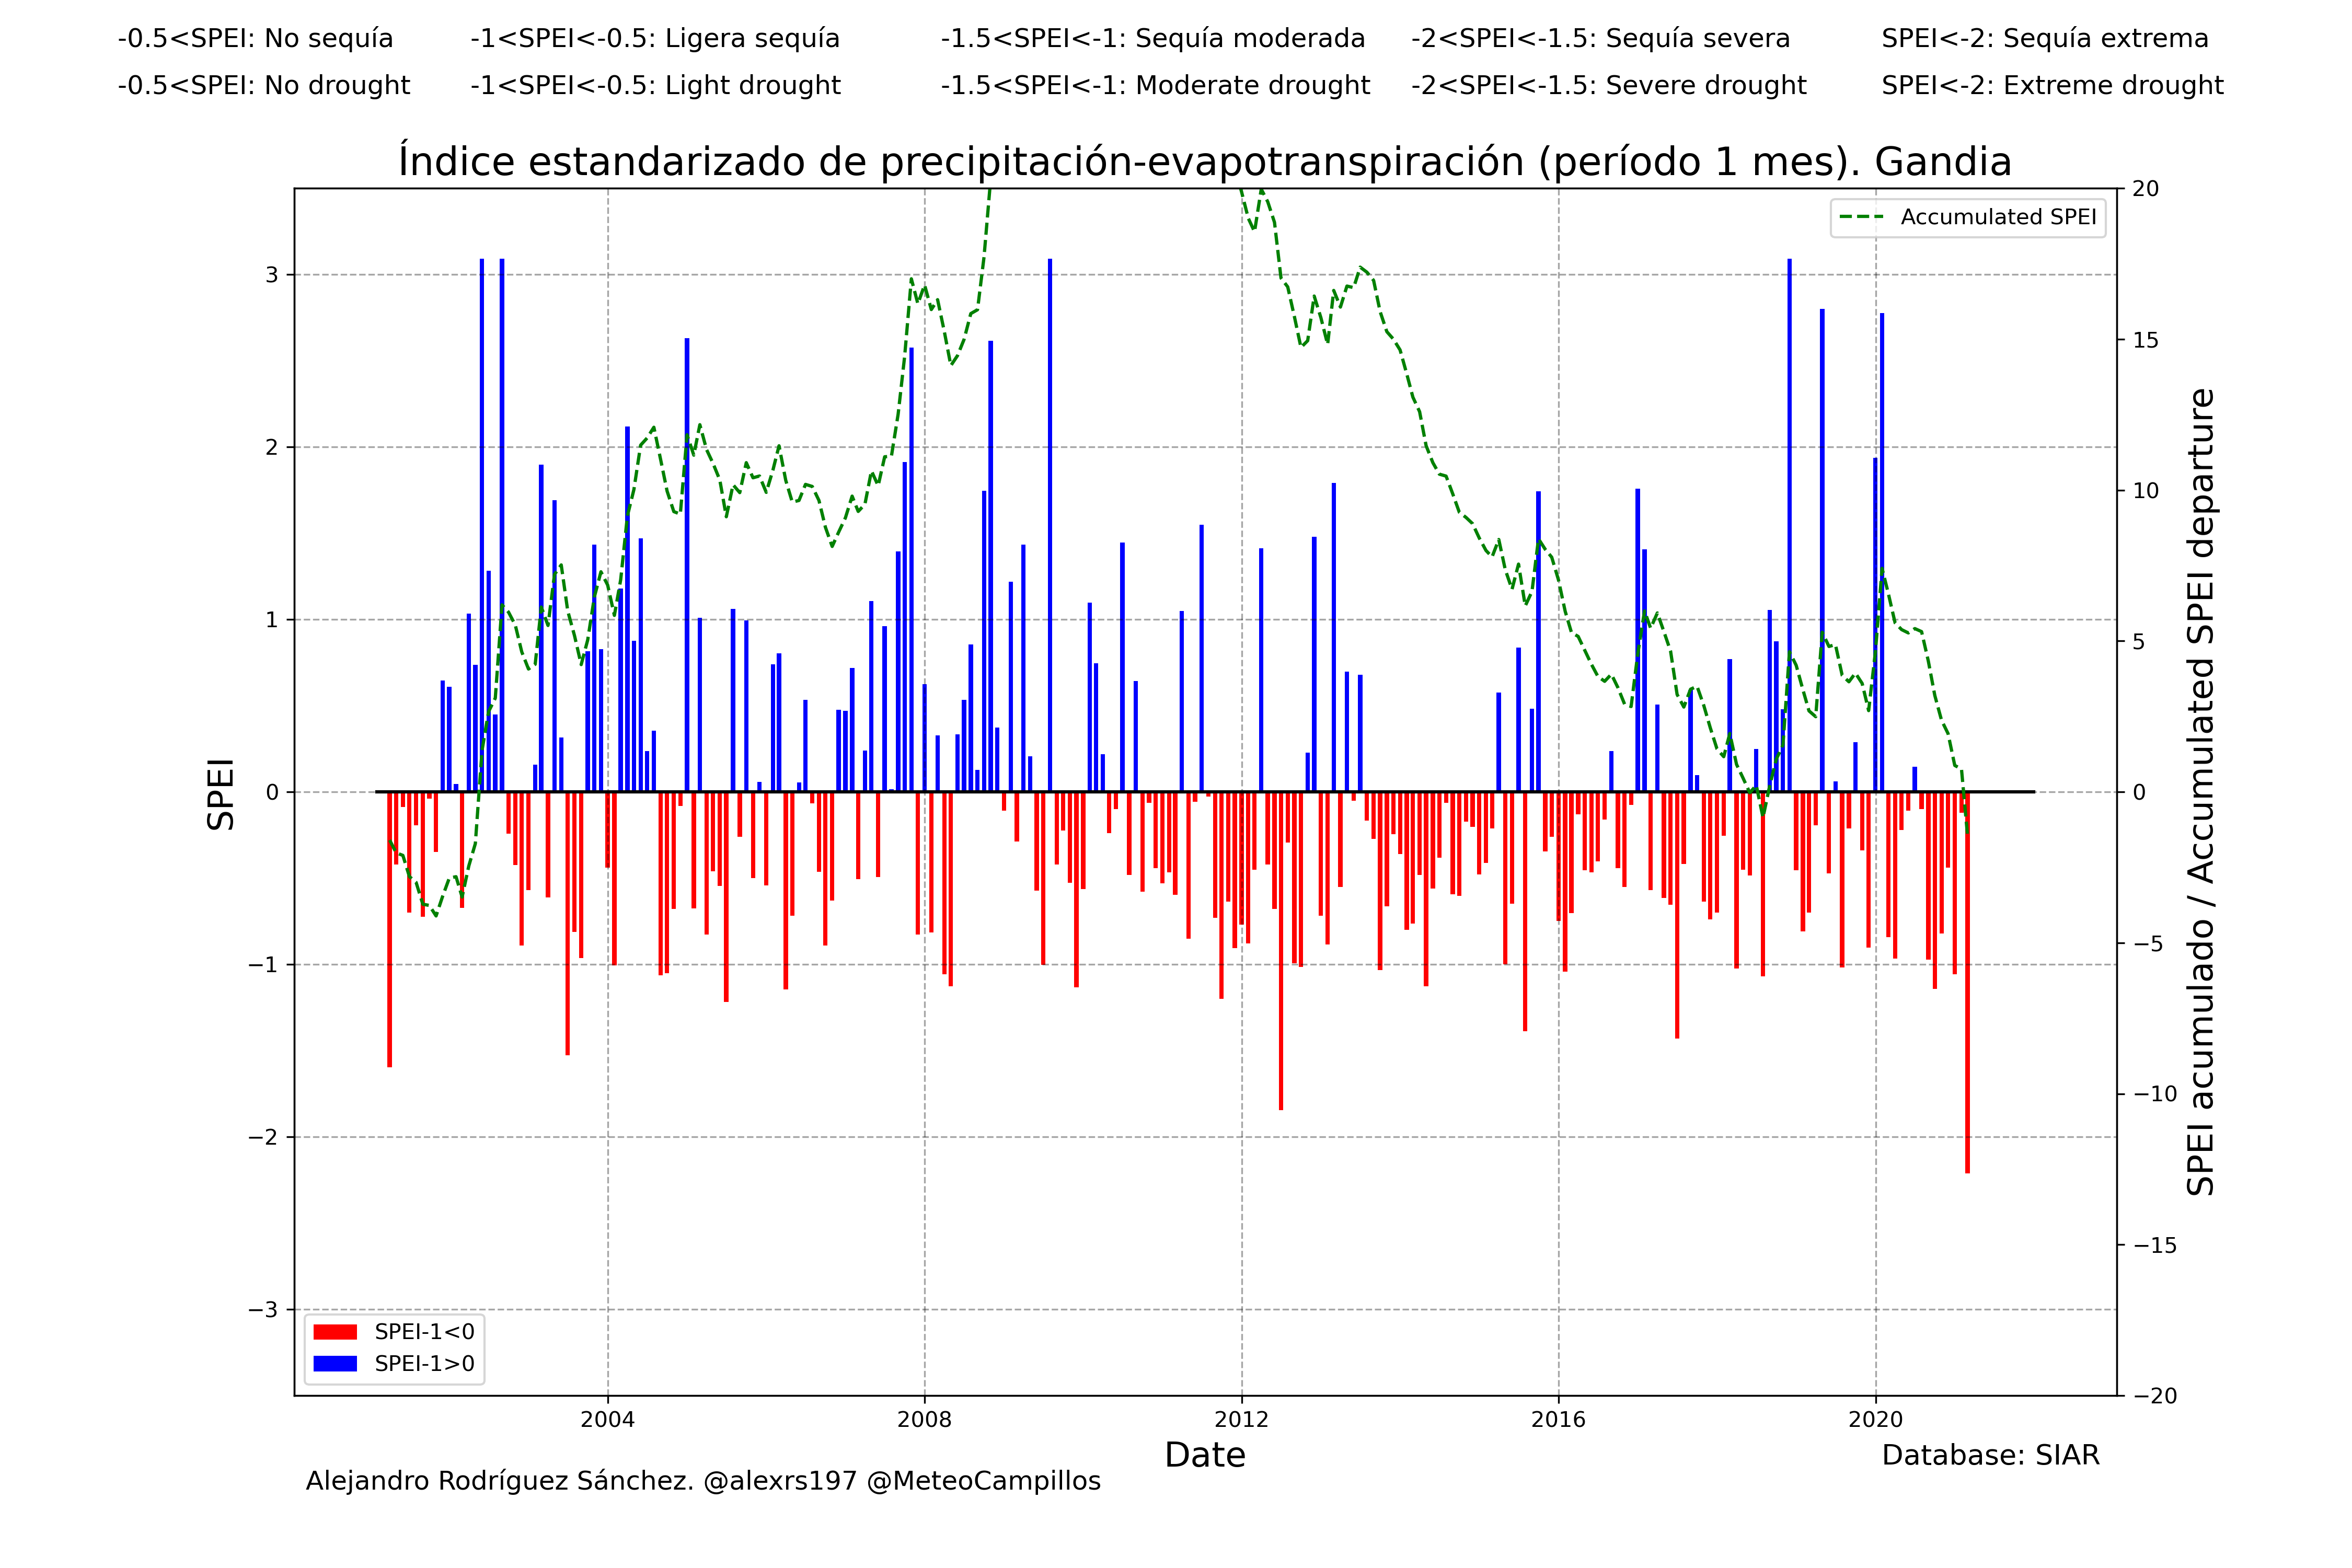 -0.5<SPEI: No sequía -1<SPEI<-0.5: Ligera sequía -1.5<SPEI<-1: Sequía moderada -2<SPEI<-1.5: Sequía severa SPEI<-2: Sequía extrema
-0.5<SPEI: No drought -1<SPEI<-0.5: Light drought -1.5<SPEI<-1: Moderate drought -2<SPEI<-1.5: Severe drought SPEI<-2: Extreme drought
Índice estandarizado de precipitación-evapotranspiración (período 1 mes). Gandia
Accumulated SPEI
SPEI
3
2
1
0
−1
−2
−3
20
15
10
5
0
−5
−10
−15
−20
SPEI acumulado / Accumulated SPEI departure
SPEI-1<0
SPEI-1>0
2004 2008 2012 2016 2020
Date
Database: SIAR
Alejandro Rodríguez Sánchez. @alexrs197 @MeteoCampillos